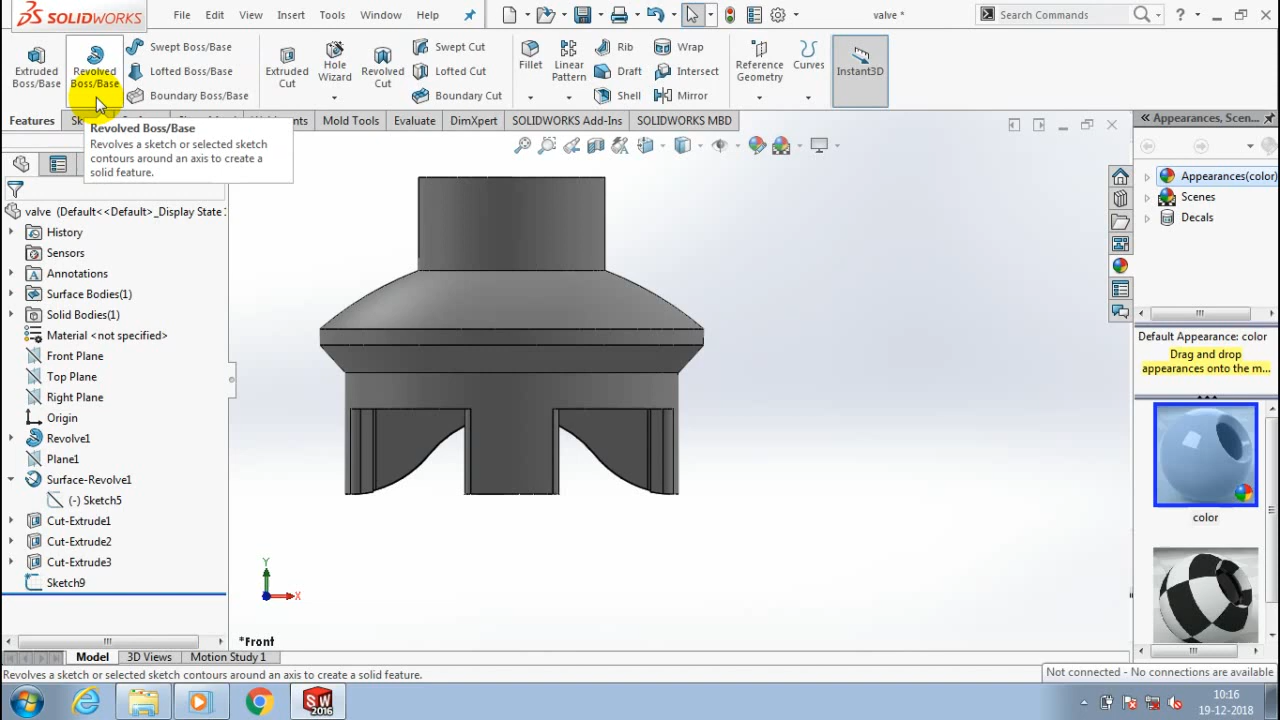 SOLIDWORKS File Edit View Insert Tools Window Help valve * Search Commands
Extruded Boss/Base
Revolved Boss/Base
Swept Boss/Base
Lofted Boss/Base
Boundary Boss/Base
Extruded Cut
Hole Wizard
Revolved Cut
Swept Cut
Lofted Cut
Boundary Cut
Fillet
Linear Pattern
Rib
Draft
Shell
Wrap
Intersect
Mirror
Reference Geometry
Curves
Instant3D
Features Mold Tools Evaluate DimXpert SOLIDWORKS Add-Ins SOLIDWORKS MBD
Revolved Boss/Base
Revolves a sketch or selected sketch
contours around an axis to create a
solid feature.
valve (Default<<Default>_Display State
History
Sensors
Annotations
Surface Bodies(1)
Solid Bodies(1)
Material <not specified>
Front Plane
Top Plane
Right Plane
Origin
Revolve1
Plane1
Surface-Revolve1
(-) Sketch5
Cut-Extrude1
Cut-Extrude2
Cut-Extrude3
Sketch9
Y
X
*Front
Appearances, Scen...
Appearances(color)
Scenes
Decals
Default Appearance: color
Drag and drop
appearances onto the m...
color
Model 3D Views Motion Study 1
Revolves a sketch or selected sketch contours around an axis to create a solid feature.
Not connected - No connections are available
SW
2016
10:16
19-12-2018